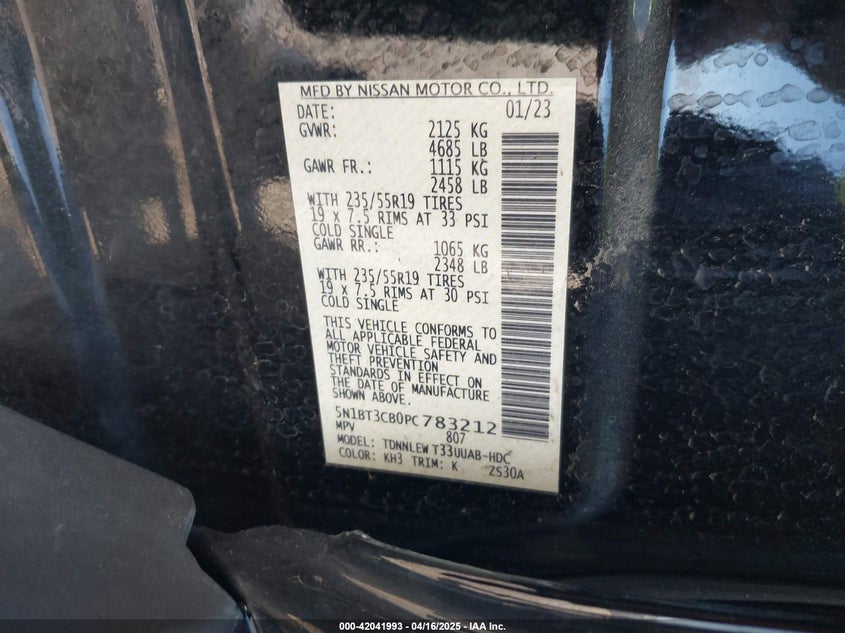 MFD BY NISSAN MOTOR CO., LTD.
DATE: 01/23
GVWR: 2125 KG
4685 LB
GAWR FR.: 1115 KG
2458 LB
WITH 235/55R19 TIRES
19 x 7.5 RIMS AT 33 PSI
COLD SINGLE
GAWR RR.: 1065 KG
2348 LB
WITH 235/55R19 TIRES
19 x 7.5 RIMS AT 30 PSI
COLD SINGLE
THIS VEHICLE CONFORMS TO
ALL APPLICABLE FEDERAL
MOTOR VEHICLE SAFETY AND
THEFT PREVENTION
STANDARDS IN EFFECT ON
THE DATE OF MANUFACTURE
SHOWN ABOVE.
5N1BT3CB0PC783212
MPV 807
MODEL: TDNNLEW T33UUAB-HDC
COLOR: KH3 TRIM: K ZS30A
000-42041993 - 04/16/2025 - IAA, Inc.